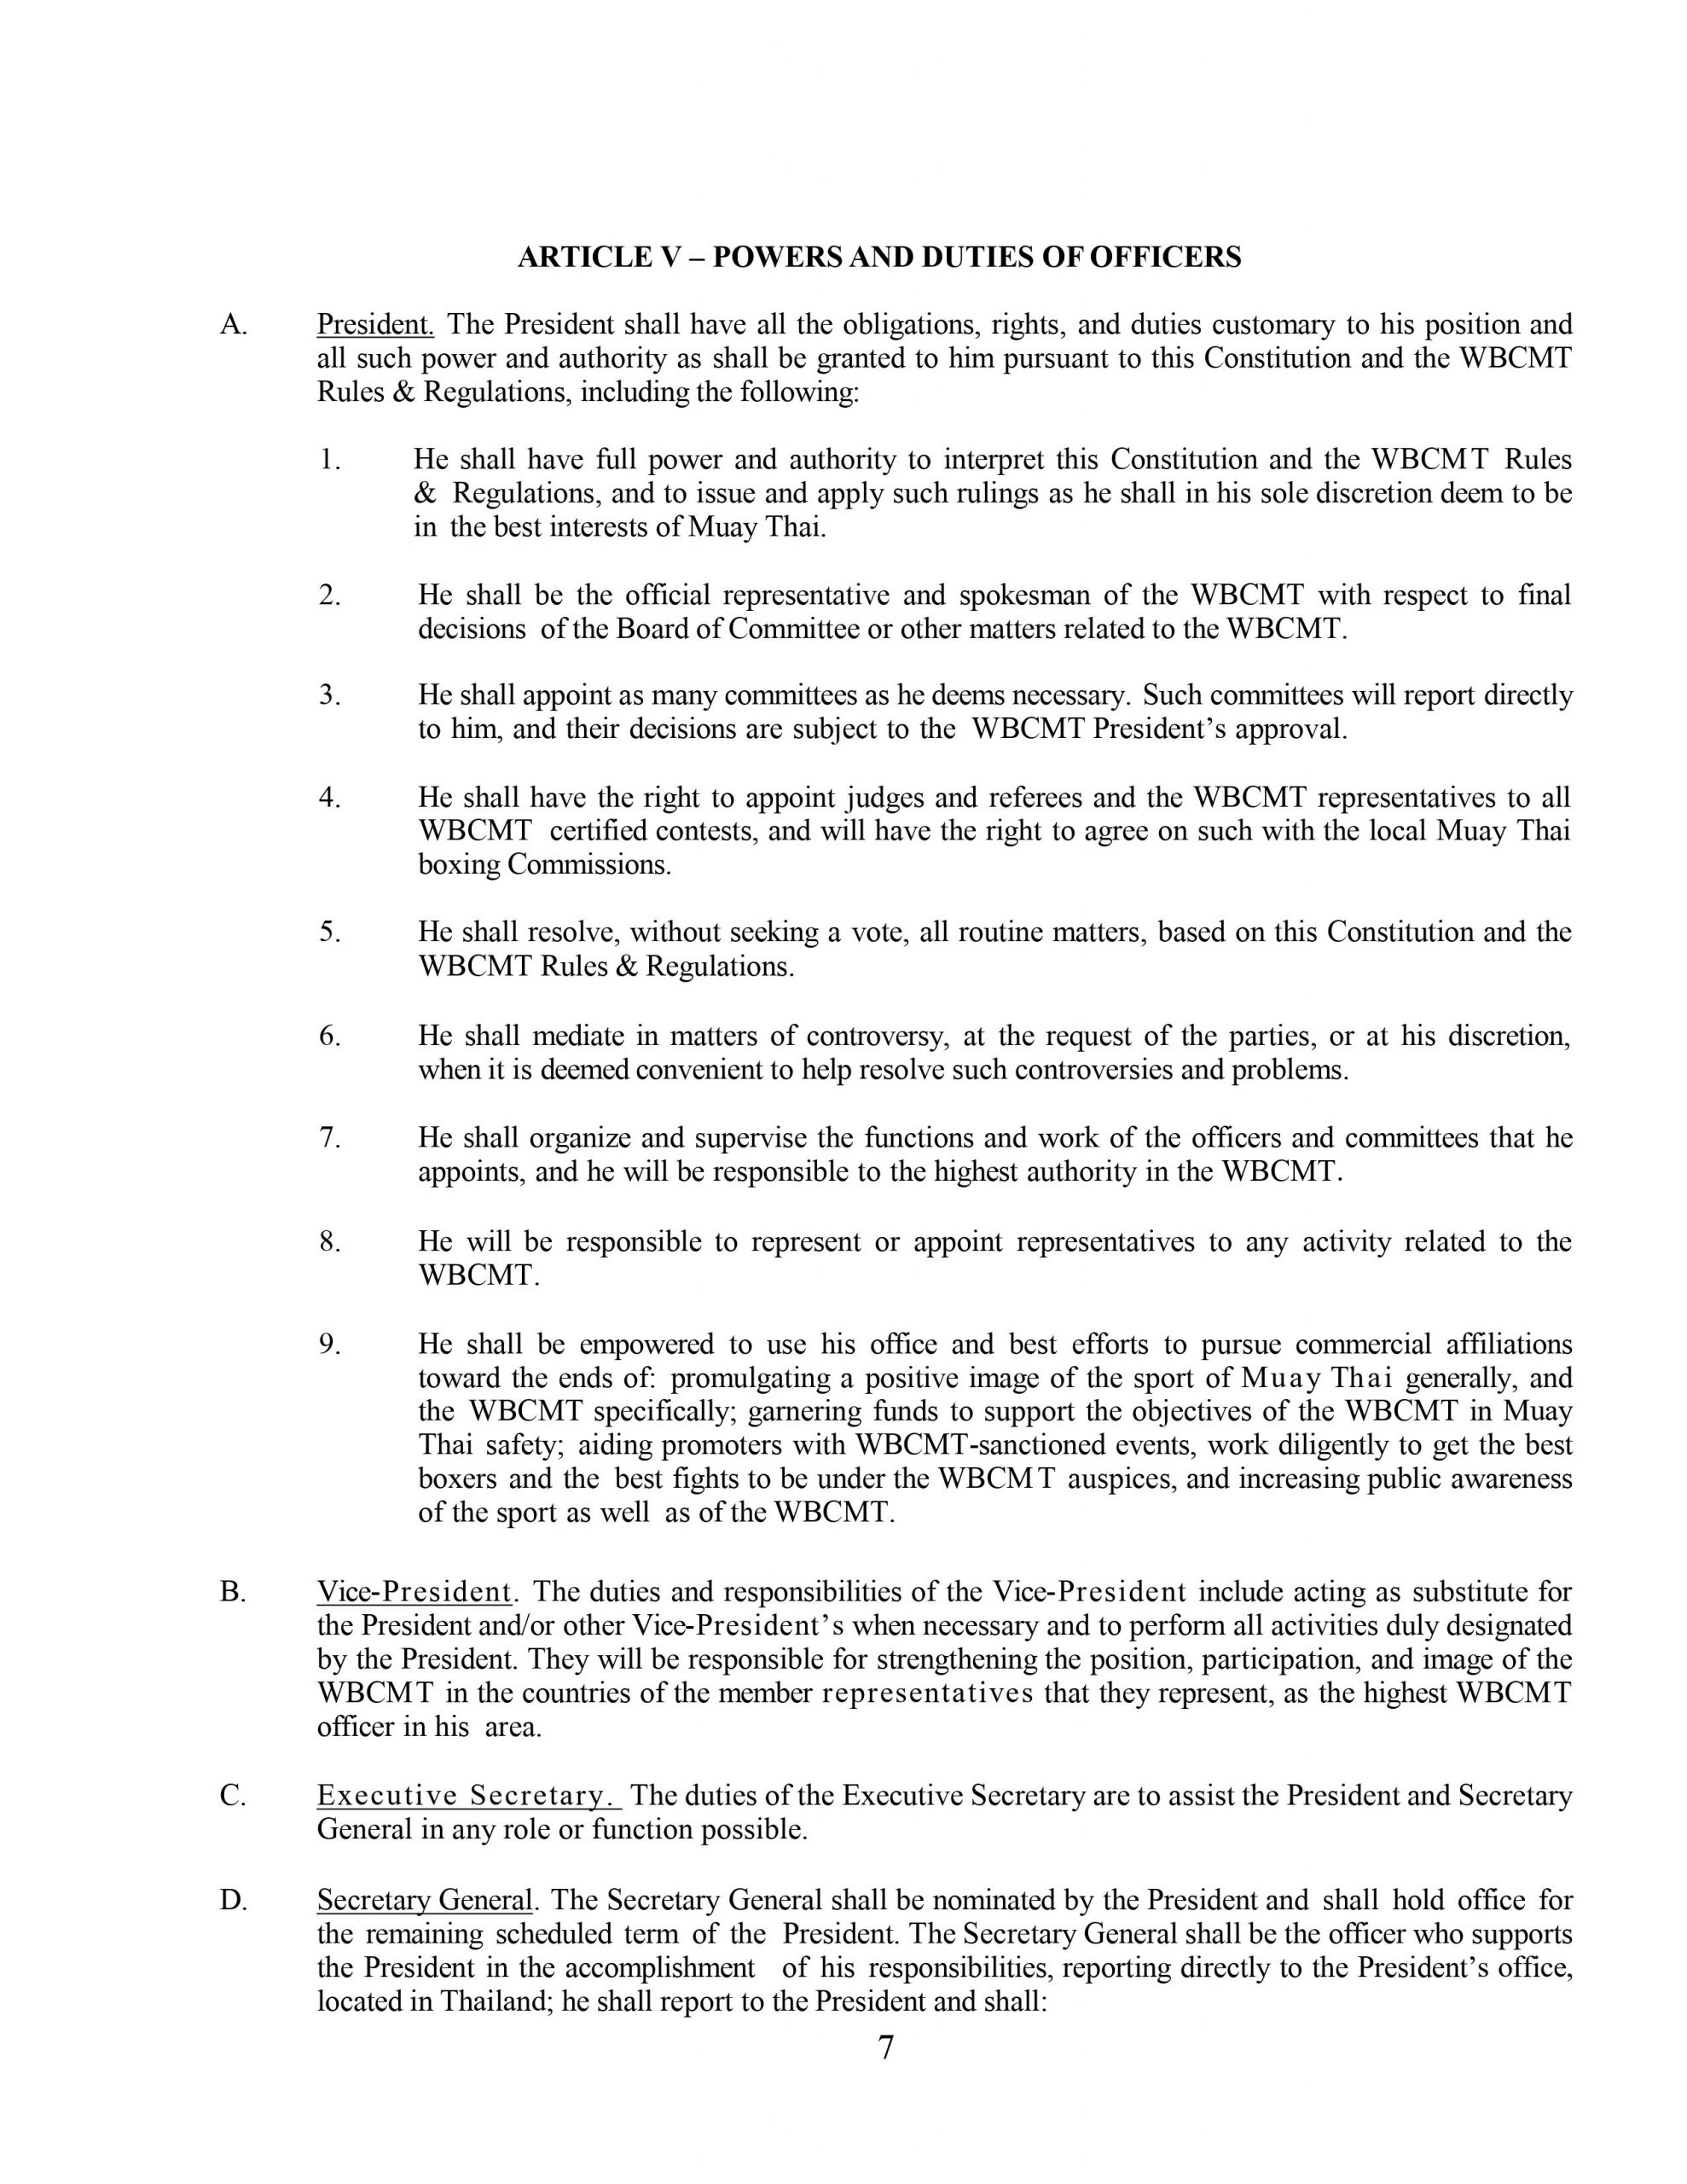 ARTICLE V – POWERS AND DUTIES OF OFFICERS
A. President. The President shall have all the obligations, rights, and duties customary to his position and
all such power and authority as shall be granted to him pursuant to this Constitution and the WBCMT
Rules & Regulations, including the following:
1. He shall have full power and authority to interpret this Constitution and the WBCMT Rules
& Regulations, and to issue and apply such rulings as he shall in his sole discretion deem to be
in the best interests of Muay Thai.
2. He shall be the official representative and spokesman of the WBCMT with respect to final
decisions of the Board of Committee or other matters related to the WBCMT.
3. He shall appoint as many committees as he deems necessary. Such committees will report directly
to him, and their decisions are subject to the WBCMT President’s approval.
4. He shall have the right to appoint judges and referees and the WBCMT representatives to all
WBCMT certified contests, and will have the right to agree on such with the local Muay Thai
boxing Commissions.
5. He shall resolve, without seeking a vote, all routine matters, based on this Constitution and the
WBCMT Rules & Regulations.
6. He shall mediate in matters of controversy, at the request of the parties, or at his discretion,
when it is deemed convenient to help resolve such controversies and problems.
7. He shall organize and supervise the functions and work of the officers and committees that he
appoints, and he will be responsible to the highest authority in the WBCMT.
8. He will be responsible to represent or appoint representatives to any activity related to the
WBCMT.
9. He shall be empowered to use his office and best efforts to pursue commercial affiliations
toward the ends of: promulgating a positive image of the sport of Muay Thai generally, and
the WBCMT specifically; garnering funds to support the objectives of the WBCMT in Muay
Thai safety; aiding promoters with WBCMT-sanctioned events, work diligently to get the best
boxers and the best fights to be under the WBCMT auspices, and increasing public awareness
of the sport as well as of the WBCMT.
B. Vice-President. The duties and responsibilities of the Vice-President include acting as substitute for
the President and/or other Vice-President’s when necessary and to perform all activities duly designated
by the President. They will be responsible for strengthening the position, participation, and image of the
WBCMT in the countries of the member representatives that they represent, as the highest WBCMT
officer in his area.
C. Executive Secretary. The duties of the Executive Secretary are to assist the President and Secretary
General in any role or function possible.
D. Secretary General. The Secretary General shall be nominated by the President and shall hold office for
the remaining scheduled term of the President. The Secretary General shall be the officer who supports
the President in the accomplishment of his responsibilities, reporting directly to the President’s office,
located in Thailand; he shall report to the President and shall:
7